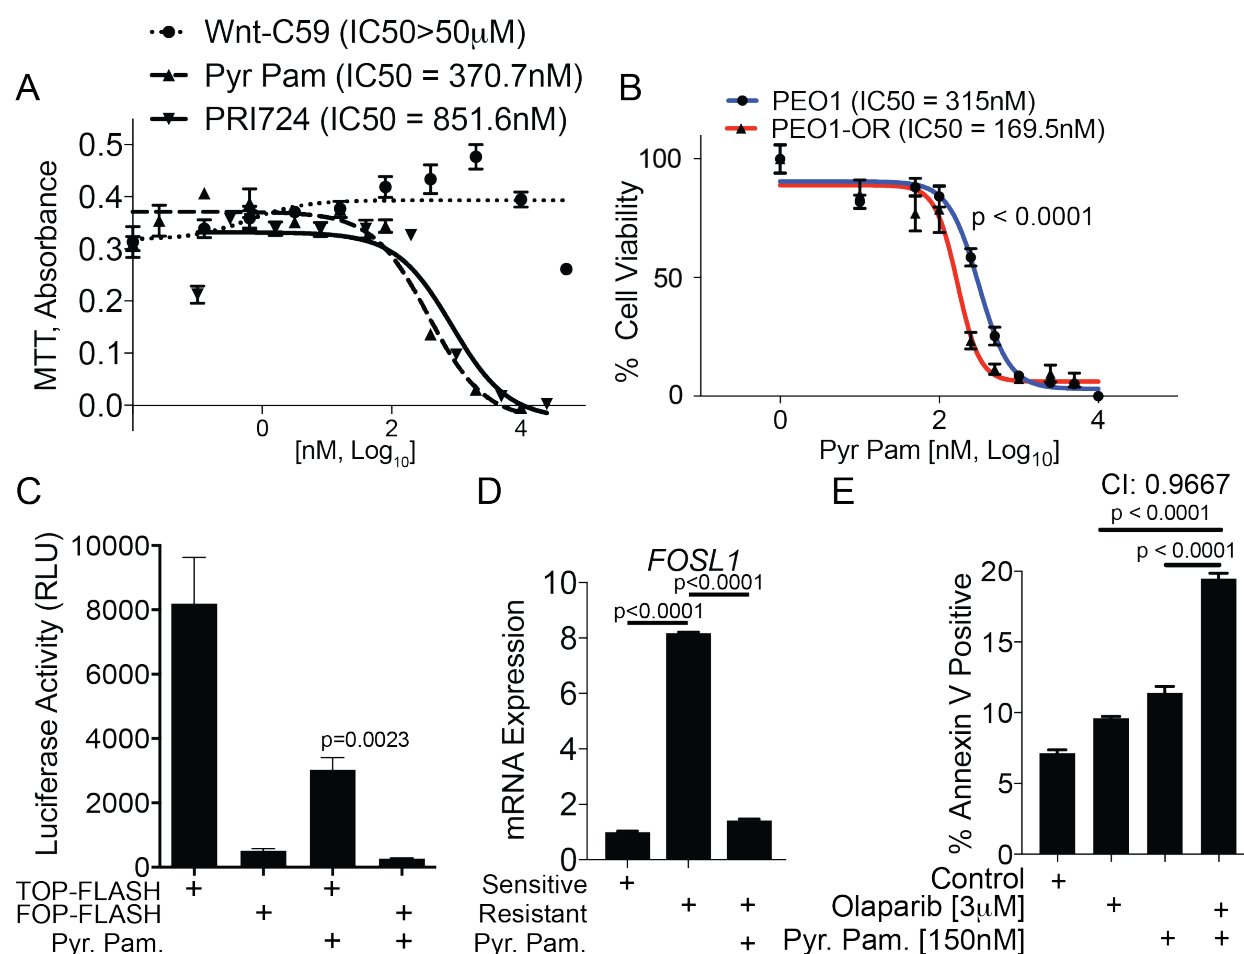 A
Wnt-C59 (IC50>50μM)
Pyr Pam (IC50 = 370.7nM)
PRI724 (IC50 = 851.6nM)
MTT, Absorbance
0.5
0.4
0.3
0.2
0.1
0.0
0 2 4
[nM, Log10]
B
PEO1 (IC50 = 315nM)
PEO1-OR (IC50 = 169.5nM)
% Cell Viability
100
50
0
p < 0.0001
0 2 4
Pyr Pam [nM, Log10]
C
Luciferase Activity (RLU)
10000
8000
6000
4000
2000
0
p=0.0023
TOP-FLASH + +
FOP-FLASH + +
Pyr. Pam. + +
D
FOSL1
p<0.0001
p<0.0001
mRNA Expression
10
8
6
4
2
0
Sensitive +
Resistant + +
Pyr. Pam. +
E
CI: 0.9667
p < 0.0001
p < 0.0001
% Annexin V Positive
20
15
10
5
0
Control +
Olaparib [3μM] + +
Pyr. Pam. [150nM] + +